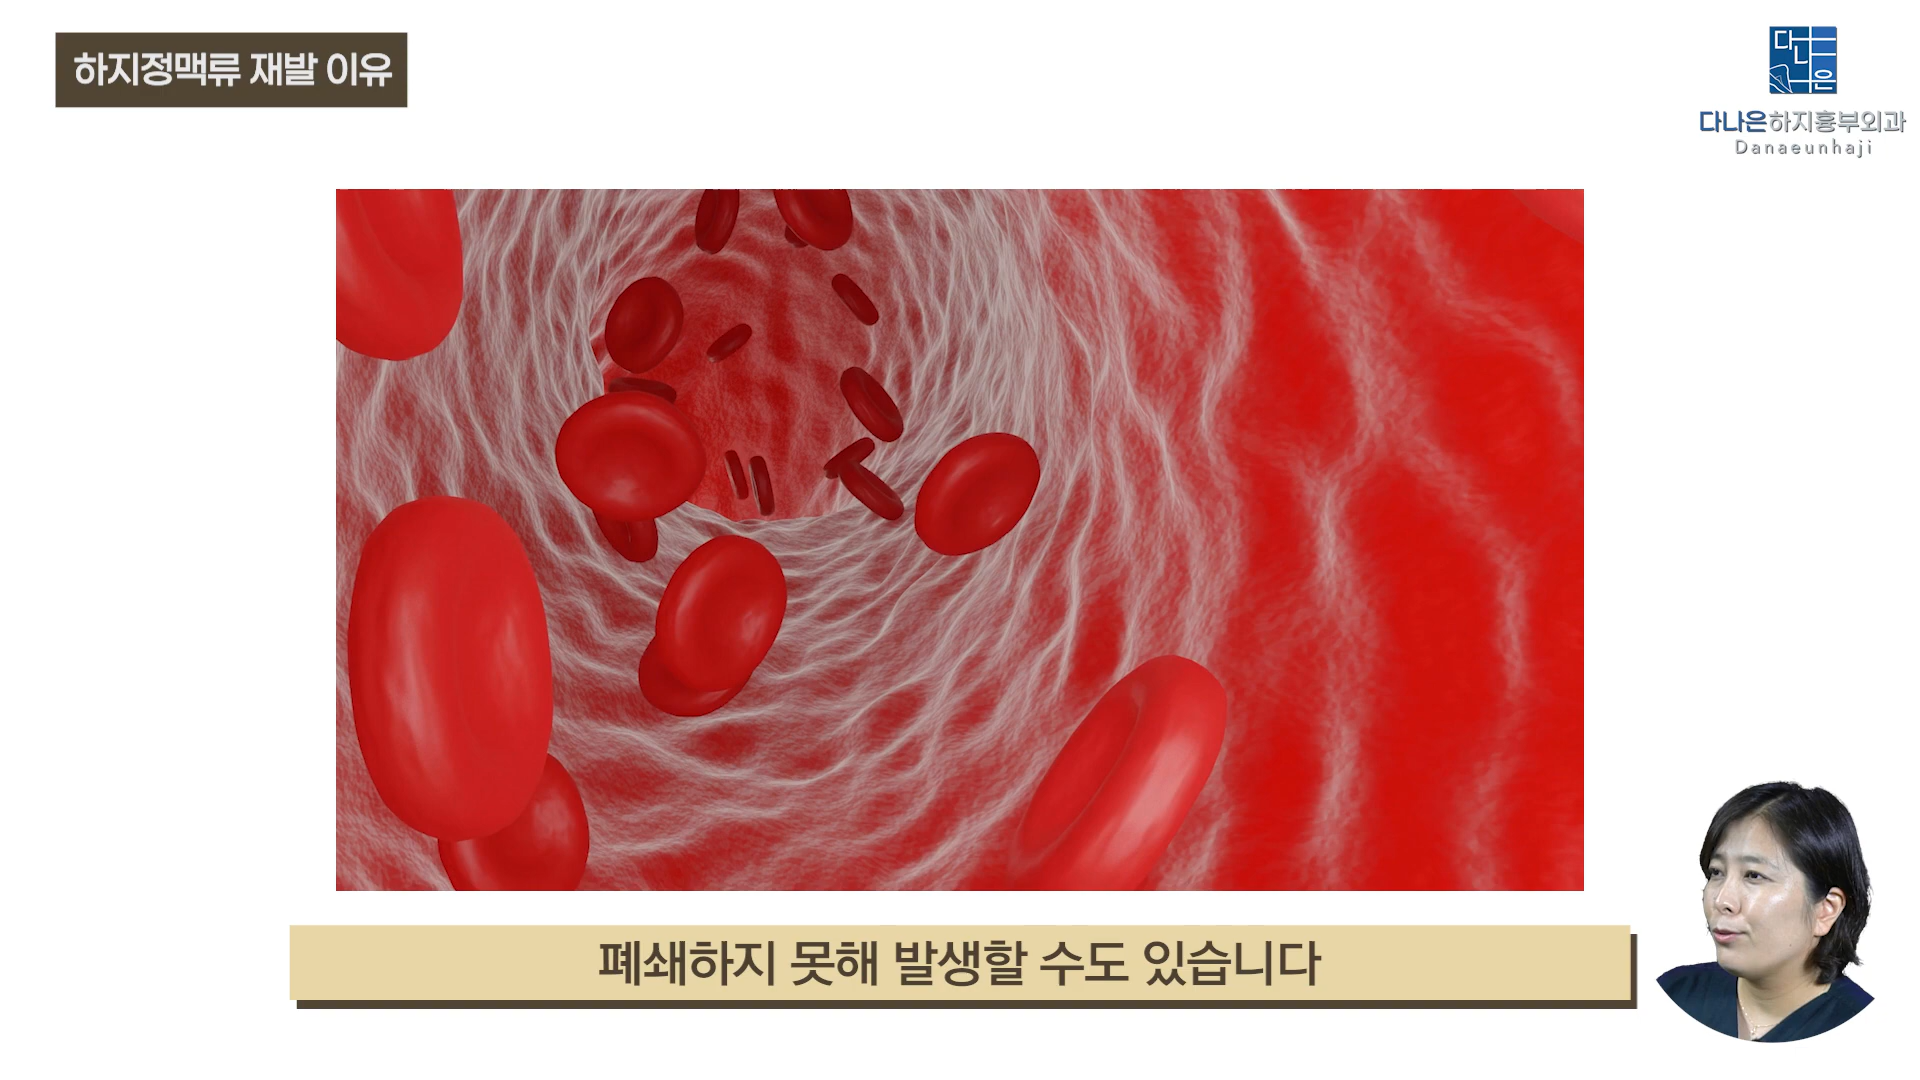 하지정맥류 재발 이유
다나은
다나은하지흉부외과
Danaeunhaji
폐쇄하지 못해 발생할 수도 있습니다